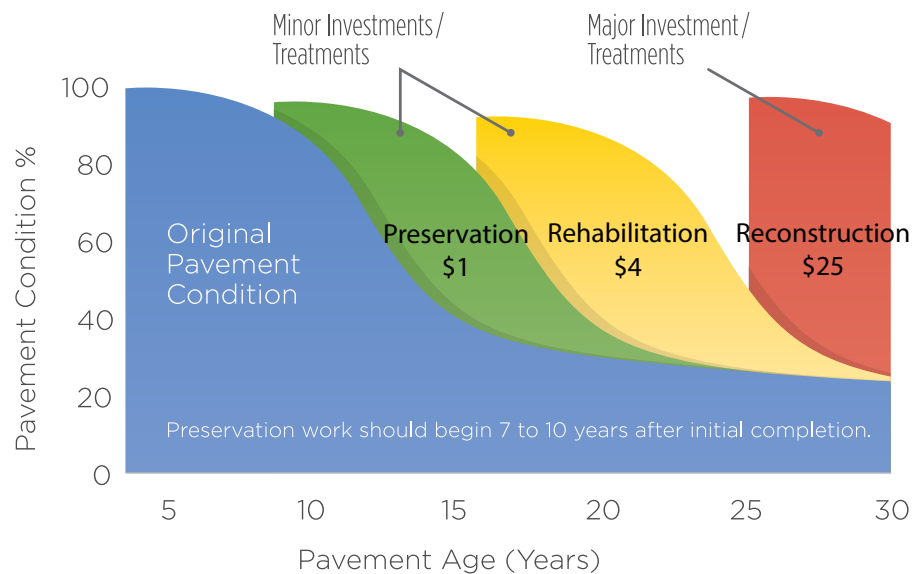 Minor Investments/
Treatments
Major Investment/
Treatments
Pavement Condition %
100
80
60
40
20
0
Original
Pavement
Condition
Preservation
$1
Rehabilitation
$4
Reconstruction
$25
Preservation work should begin 7 to 10 years after initial completion.
5 10 15 20 25 30
Pavement Age (Years)